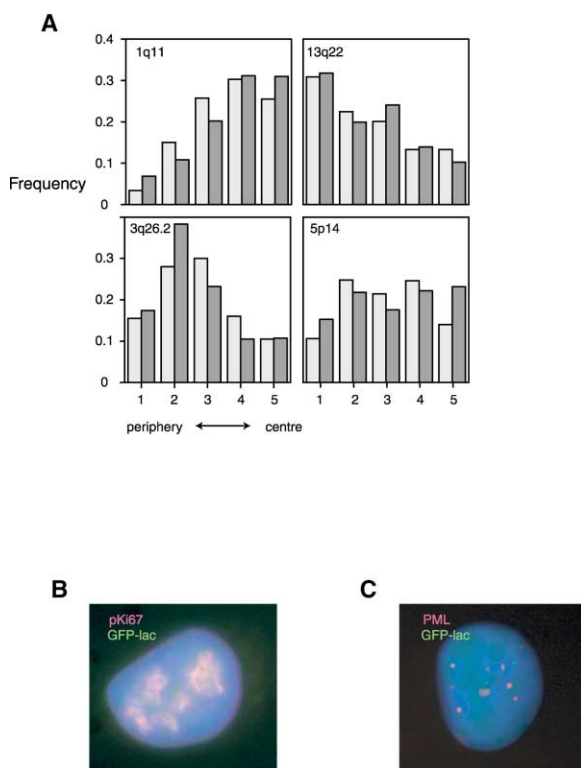 A
0.4
1q11
13q22
0.3
0.2
0.1
0
Frequency
3q26.2
5p14
0.3
0.2
0.1
0
1 2 3 4 5 1 2 3 4 5
periphery centre
B
C
pKi67
GFP-lac
PML
GFP-lac